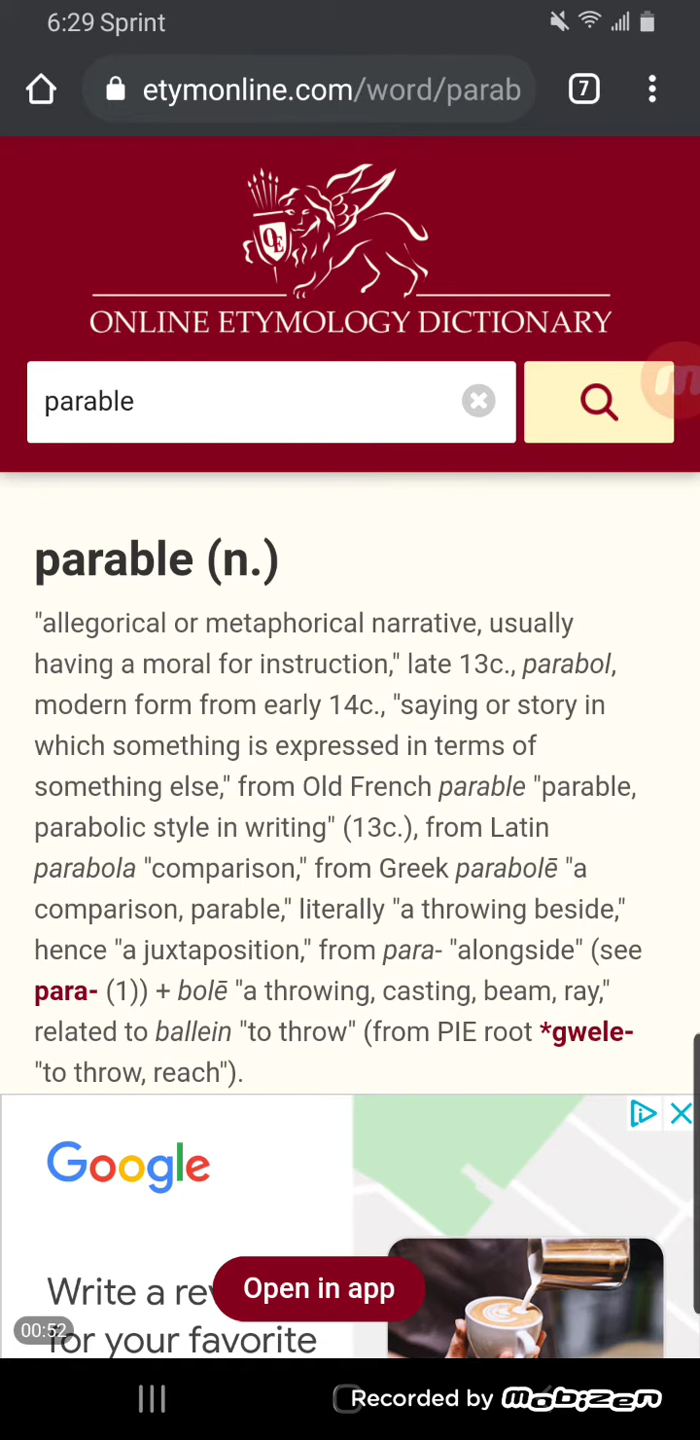 6:29 Sprint
etymonline.com/word/parab
7
OE
ONLINE ETYMOLOGY DICTIONARY
parable
parable (n.)
"allegorical or metaphorical narrative, usually
having a moral for instruction," late 13c., parabol,
modern form from early 14c., "saying or story in
which something is expressed in terms of
something else," from Old French parable "parable,
parabolic style in writing" (13c.), from Latin
parabola "comparison," from Greek parabolē "a
comparison, parable," literally "a throwing beside,"
hence "a juxtaposition," from para- "alongside" (see
para- (1)) + bolē "a throwing, casting, beam, ray,"
related to ballein "to throw" (from PIE root *gwele-
"to throw, reach").
Google
Write a rev
Open in app
00:52
for your favorite
Recorded by mobizen